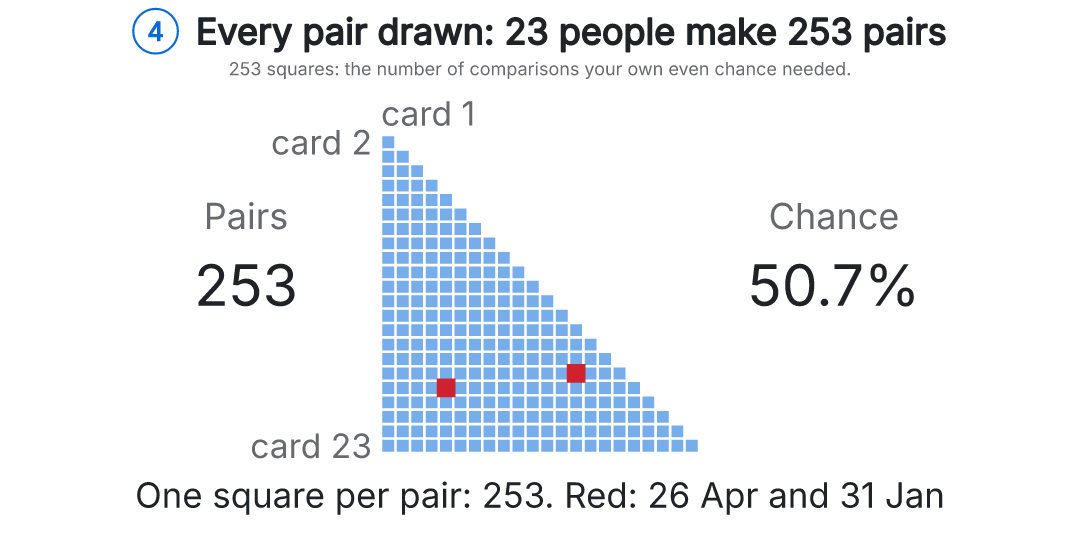 4 Every pair drawn: 23 people make 253 pairs
253 squares: the number of comparisons your own even chance needed.
card 1
card 2
Pairs
253
Chance
50.7%
card 23
One square per pair: 253. Red: 26 Apr and 31 Jan